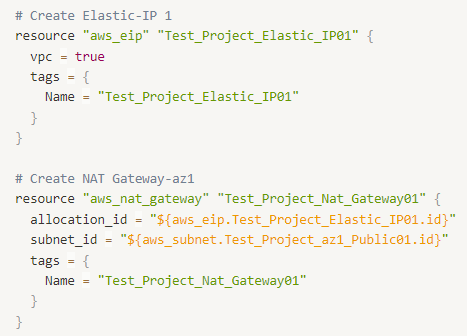 # Create Elastic-IP 1
resource "aws_eip" "Test_Project_Elastic_IP01" {
  vpc = true
  tags = {
    Name = "Test_Project_Elastic_IP01"
  }
}

# Create NAT Gateway-az1
resource "aws_nat_gateway" "Test_Project_Nat_Gateway01" {
  allocation_id = "${aws_eip.Test_Project_Elastic_IP01.id}"
  subnet_id = "${aws_subnet.Test_Project_az1_Public01.id}"
  tags = {
    Name = "Test_Project_Nat_Gateway01"
  }
}